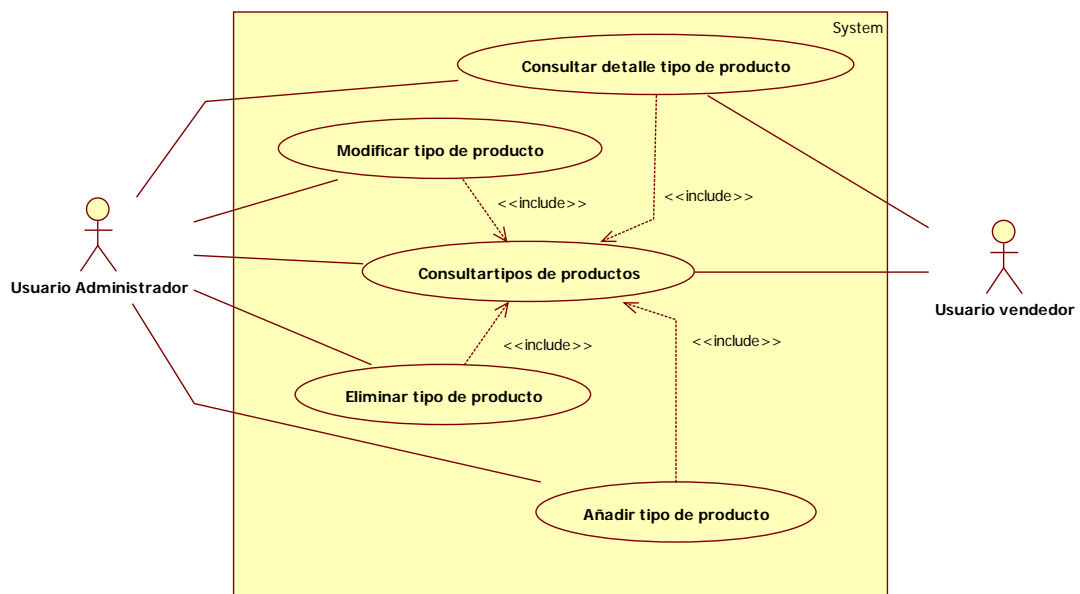 System
Consultar detalle tipo de producto
Modificar tipo de producto
<<include>>
<<include>>
Consultartipos de productos
Usuario Administrador
Usuario vendedor
<<include>>
<<include>>
Eliminar tipo de producto
Añadir tipo de producto